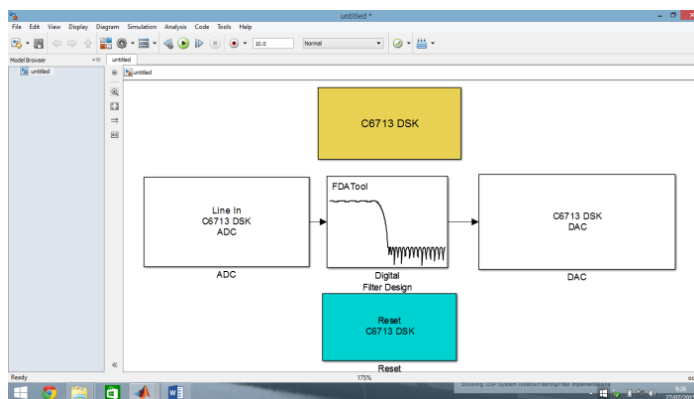 untitled *
File Edit View Display Diagram Simulation Analysis Code Tools Help
10.0 Normal
Model Browser untitled
untitled untitled
C6713 DSK
Line In
C6713 DSK
ADC
ADC
FDATool
Digital
Filter Design
C6713 DSK
DAC
DAC
Reset
C6713 DSK
Reset
Ready 175%
9:26